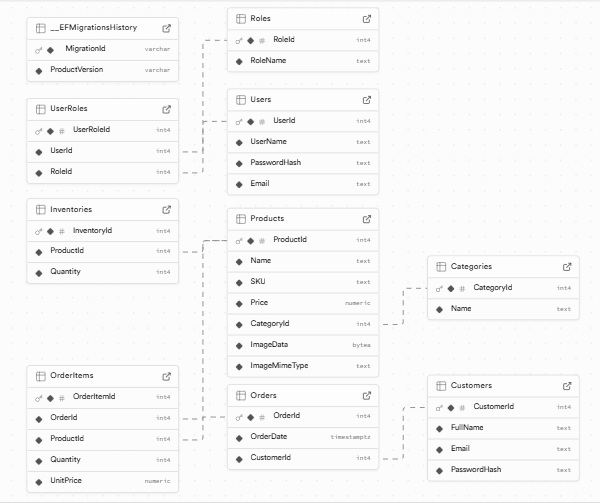 __EFMigrationsHistory
MigrationId varchar
ProductVersion varchar
UserRoles
# UserRoleId int4
UserId int4
RoleId int4
Inventories
# InventoryId int4
ProductId int4
Quantity int4
OrderItems
# OrderItemId int4
OrderId int4
ProductId int4
Quantity int4
UnitPrice numeric
Roles
# RoleId int4
RoleName text
Users
# UserId int4
UserName text
PasswordHash text
Email text
Products
# ProductId int4
Name text
SKU text
Price numeric
CategoryId int4
ImageData bytea
ImageMimeType text
Orders
# OrderId int4
OrderDate timestamptz
CustomerId int4
Categories
# CategoryId int4
Name text
Customers
# CustomerId int4
FullName text
Email text
PasswordHash text